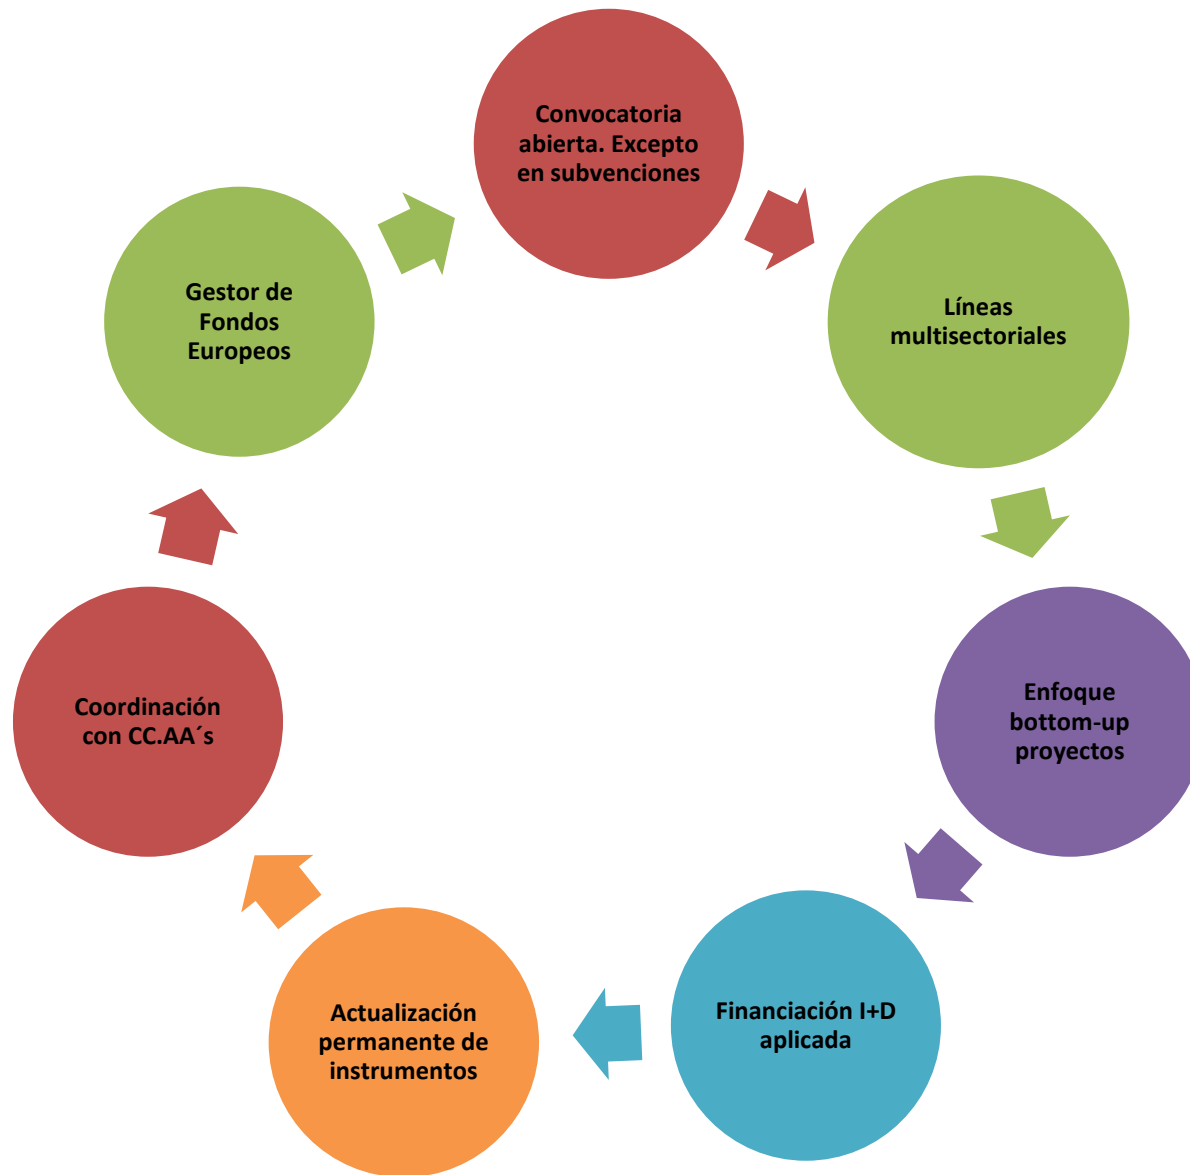 Convocatoria
abierta. Excepto
en subvenciones
Líneas
multisectoriales
Enfoque
bottom-up
proyectos
Financiación I+D
aplicada
Actualización
permanente de
instrumentos
Coordinación
con CC.AA´s
Gestor de
Fondos
Europeos